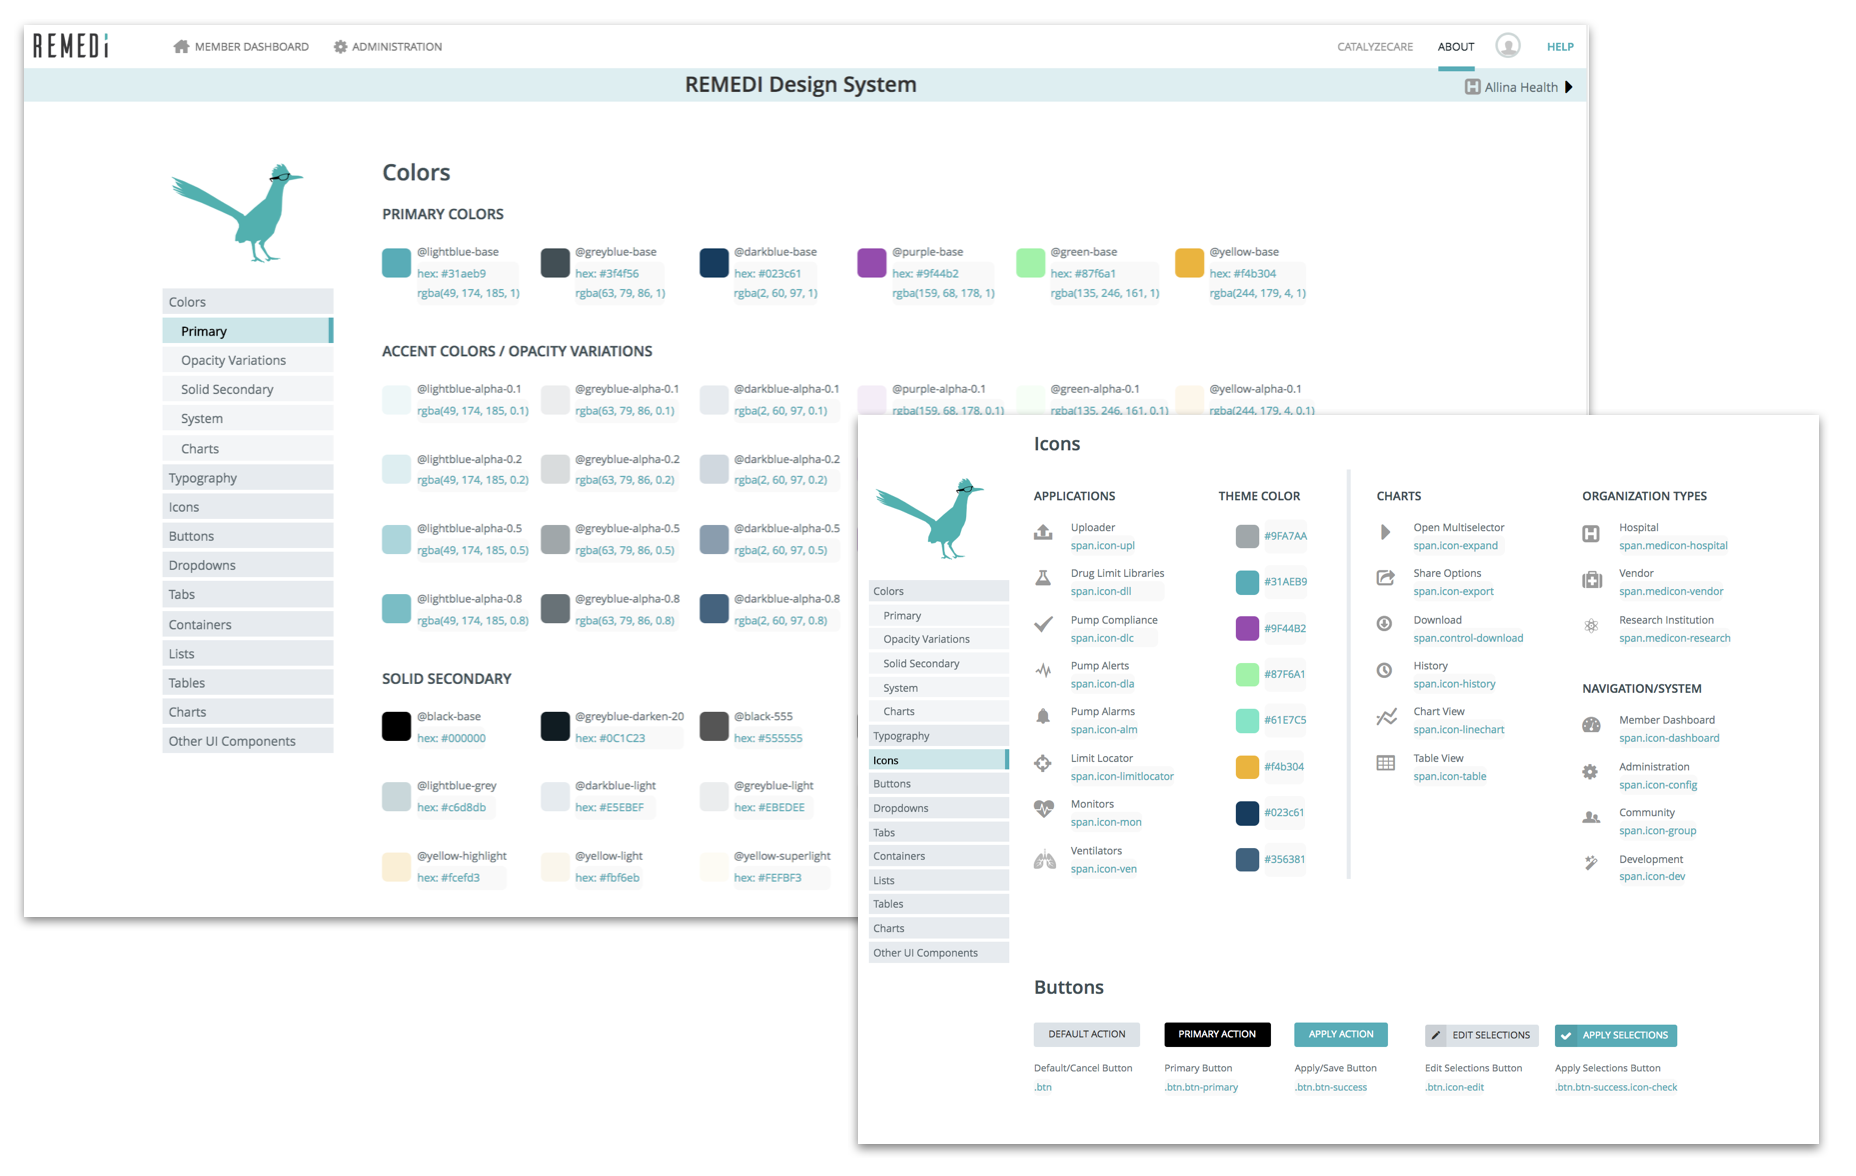 REMEDi
MEMBER DASHBOARD
ADMINISTRATION
CATALYZECARE
ABOUT
HELP
REMEDI Design System
Allina Health
Colors
Primary
Opacity Variations
Solid Secondary
System
Charts
Typography
Icons
Buttons
Dropdowns
Tabs
Containers
Lists
Tables
Charts
Other UI Components
Colors
PRIMARY COLORS
@lightblue-base
hex: #31aeb9
rgba(49, 174, 185, 1)
@greyblue-base
hex: #3f4f56
rgba(63, 79, 86, 1)
@darkblue-base
hex: #023c61
rgba(2, 60, 97, 1)
@purple-base
hex: #9f44b2
rgba(159, 68, 178, 1)
@green-base
hex: #87f6a1
rgba(135, 246, 161, 1)
@yellow-base
hex: #f4b304
rgba(244, 179, 4, 1)
ACCENT COLORS / OPACITY VARIATIONS
@lightblue-alpha-0.1
rgba(49, 174, 185, 0.1)
@greyblue-alpha-0.1
rgba(63, 79, 86, 0.1)
@darkblue-alpha-0.1
rgba(2, 60, 97, 0.1)
@purple-alpha-0.1
rgba(159, 68, 178, 0.1)
@green-alpha-0.1
rgba(135, 246, 161, 0.1)
@yellow-alpha-0.1
rgba(244, 179, 4, 0.1)
@lightblue-alpha-0.2
rgba(49, 174, 185, 0.2)
@greyblue-alpha-0.2
rgba(63, 79, 86, 0.2)
@darkblue-alpha-0.2
rgba(2, 60, 97, 0.2)
@lightblue-alpha-0.5
rgba(49, 174, 185, 0.5)
@greyblue-alpha-0.5
rgba(63, 79, 86, 0.5)
@darkblue-alpha-0.5
rgba(2, 60, 97, 0.5)
@lightblue-alpha-0.8
rgba(49, 174, 185, 0.8)
@greyblue-alpha-0.8
rgba(63, 79, 86, 0.8)
@darkblue-alpha-0.8
rgba(2, 60, 97, 0.8)
SOLID SECONDARY
@black-base
hex: #000000
@greyblue-darken-20
hex: #0C1C23
@black-555
hex: #555555
@lightblue-grey
hex: #c6d8db
@darkblue-light
hex: #E5EBEF
@greyblue-light
hex: #EBEDEE
@yellow-highlight
hex: #fcefd3
@yellow-light
hex: #fbf6eb
@yellow-superlight
hex: #FEFBF3
Colors
Primary
Opacity Variations
Solid Secondary
System
Charts
Typography
Icons
Buttons
Dropdowns
Tabs
Containers
Lists
Tables
Charts
Other UI Components
Icons
APPLICATIONS
Uploader
span.icon-upl
Drug Limit Libraries
span.icon-dll
Pump Compliance
span.icon-dlc
Pump Alerts
span.icon-dla
Pump Alarms
span.icon-alm
Limit Locator
span.icon-limitlocator
Monitors
span.icon-mon
Ventilators
span.icon-ven
THEME COLOR
#9FA7AA
#31AEB9
#9F44B2
#87F6A1
#61E7C5
#f4b304
#023c61
#356381
CHARTS
Open Multiselector
span.icon-expand
Share Options
span.icon-export
Download
span.control-download
History
span.icon-history
Chart View
span.icon-linechart
Table View
span.icon-table
ORGANIZATION TYPES
Hospital
span.medicon-hospital
Vendor
span.medicon-vendor
Research Institution
span.medicon-research
NAVIGATION/SYSTEM
Member Dashboard
span.icon-dashboard
Administration
span.icon-config
Community
span.icon-group
Development
span.icon-dev
Buttons
DEFAULT ACTION
PRIMARY ACTION
APPLY ACTION
EDIT SELECTIONS
APPLY SELECTIONS
Default/Cancel Button
Primary Button
Apply/Save Button
Edit Selections Button
Apply Selections Button
.btn
.btn.btn-primary
.btn.btn-success
.btn.icon-edit
.btn.btn-success.icon-check